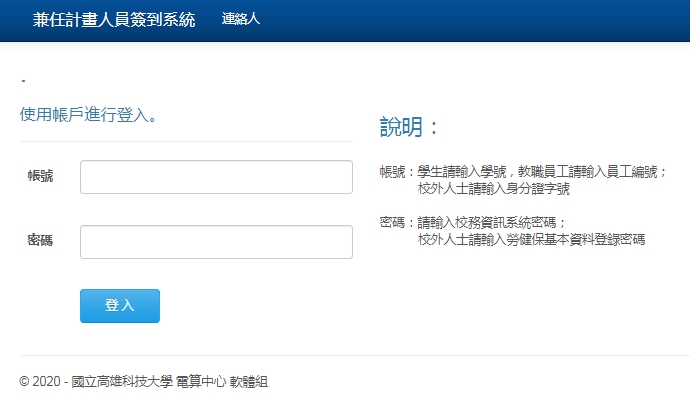 兼任計畫人員簽到系統 連絡人
.
使用帳戶進行登入。
說明：
帳號
帳號：學生請輸入學號，教職員工請輸入員工編號；
校外人士請輸入身分證字號
密碼
密碼：請輸入校務資訊系統密碼；
校外人士請輸入勞健保基本資料登錄密碼
登入
© 2020 - 國立高雄科技大學 電算中心 軟體組